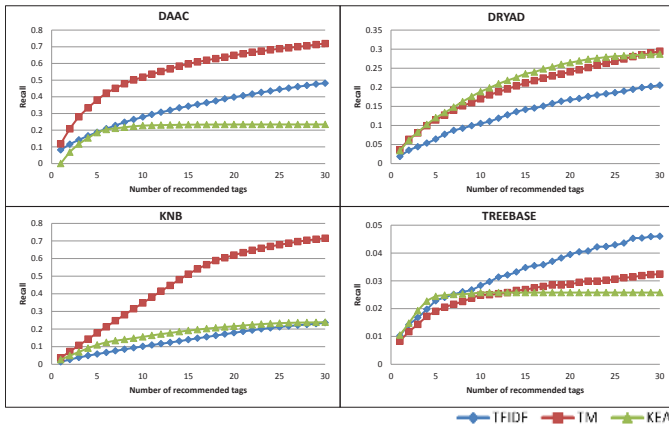 DAAC
0.8
0.7
0.6
0.5
0.4
0.3
0.2
0.1
0
Recall
0 5 10 15 20 25 30
Number of recommended tags
DRYAD
0.35
0.3
0.25
0.2
0.15
0.1
0.05
0
Recall
0 5 10 15 20 25 30
Number of recommended tags
KNB
0.8
0.7
0.6
0.5
0.4
0.3
0.2
0.1
0
Recall
0 5 10 15 20 25 30
Number of recommended tags
TREEBASE
0.05
0.04
0.03
0.02
0.01
0
Recall
0 5 10 15 20 25 30
Number of recommended tags
TFIDF TM KEA